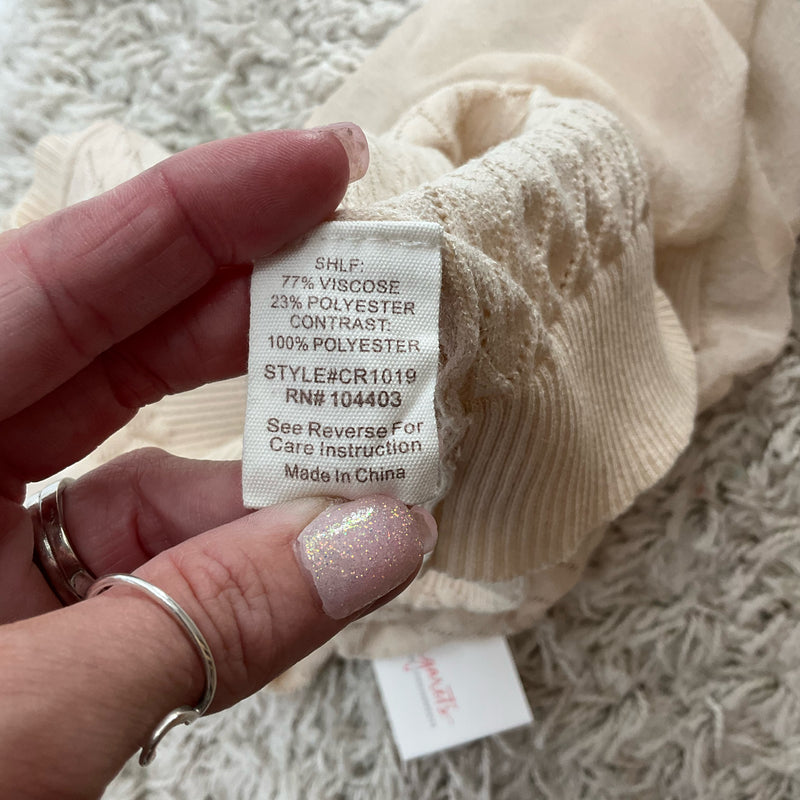 SHLF:
77% VISCOSE
23% POLYESTER
CONTRAST:
100% POLYESTER
STYLE#CR1019
RN# 104403
See Reverse For
Care Instruction
Made In China